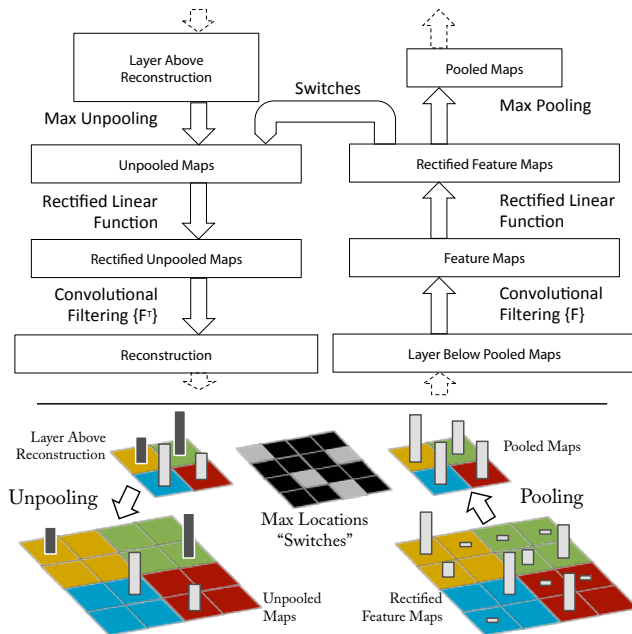 Layer Above
Reconstruction
Pooled Maps
Switches
Max Unpooling
Max Pooling
Unpooled Maps
Rectified Feature Maps
Rectified Linear
Function
Rectified Linear
Function
Rectified Unpooled Maps
Feature Maps
Convolutional
Filtering {Fᵀ}
Convolutional
Filtering {F}
Reconstruction
Layer Below Pooled Maps
Layer Above
Reconstruction
Pooled Maps
Unpooling
Max Locations
“Switches”
Pooling
Unpooled
Maps
Rectified
Feature Maps